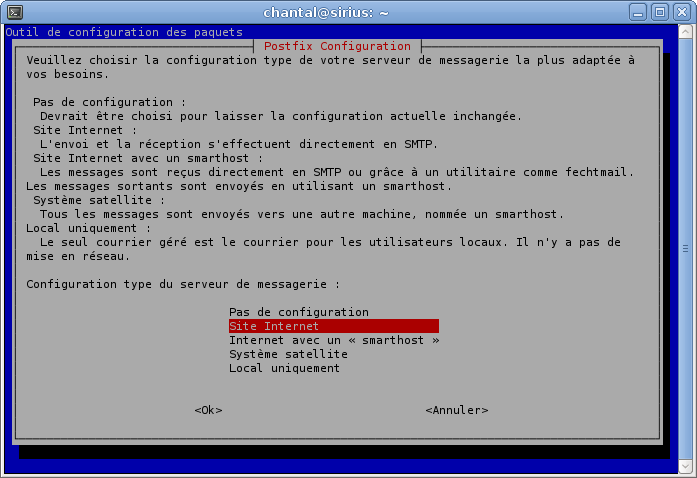 chantal@sirius: ~
Outil de configuration des paquets
Postfix Configuration
Veuillez choisir la configuration type de votre serveur de messagerie la plus adaptée à
vos besoins.
Pas de configuration :
Devrait être choisi pour laisser la configuration actuelle inchangée.
Site Internet :
L'envoi et la réception s'effectuent directement en SMTP.
Site Internet avec un smarthost :
Les messages sont reçus directement en SMTP ou grâce à un utilitaire comme fechtmail.
Les messages sortants sont envoyés en utilisant un smarthost.
Système satellite :
Tous les messages sont envoyés vers une autre machine, nommée un smarthost.
Local uniquement :
Le seul courrier géré est le courrier pour les utilisateurs locaux. Il n'y a pas de
mise en réseau.
Configuration type du serveur de messagerie :
Pas de configuration
Site Internet
Internet avec un « smarthost »
Système satellite
Local uniquement
<Ok> <Annuler>